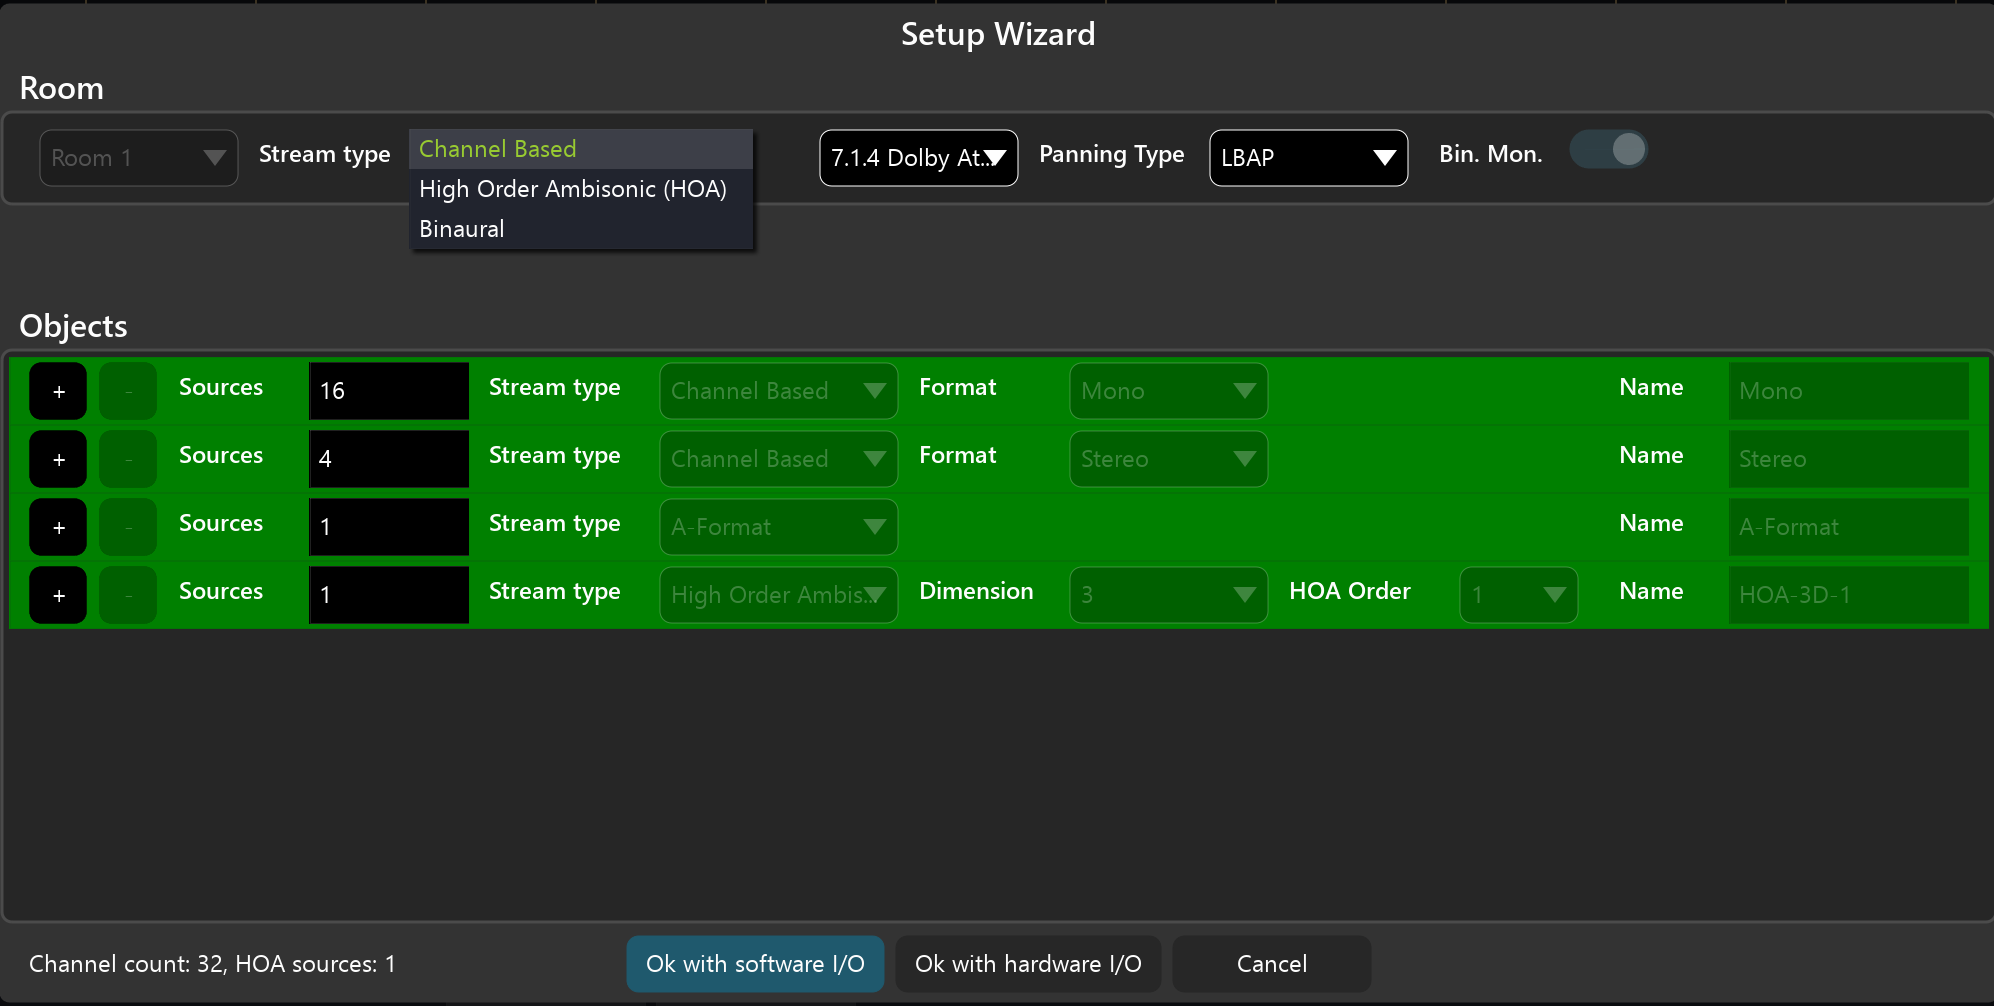 Setup Wizard
Room
Room 1 Stream type Channel Based 7.1.4 Dolby At... Panning Type LBAP Bin. Mon.
High Order Ambisonic (HOA)
Binaural
Objects
+ - Sources 16 Stream type Channel Based Format Mono Name Mono
+ - Sources 4 Stream type Channel Based Format Stereo Name Stereo
+ - Sources 1 Stream type A-Format Name A-Format
+ - Sources 1 Stream type High Order Ambis... Dimension 3 HOA Order 1 Name HOA-3D-1
Channel count: 32, HOA sources: 1 Ok with software I/O Ok with hardware I/O Cancel